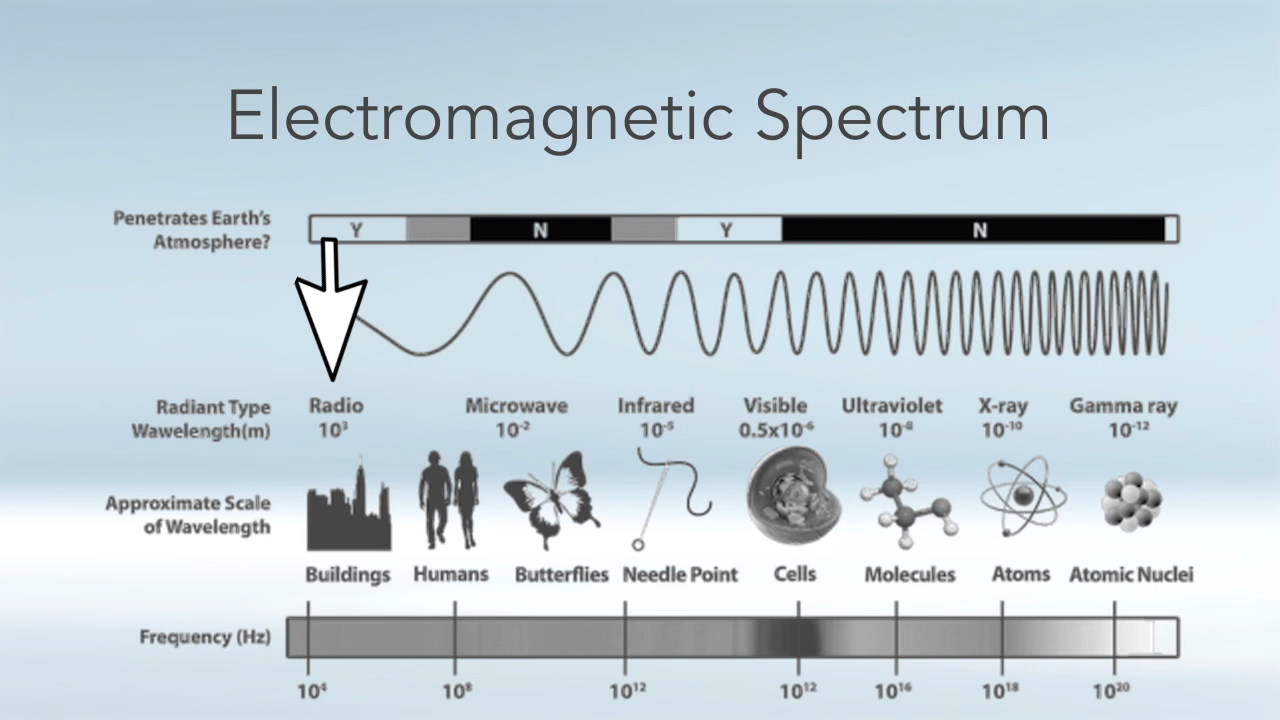 Electromagnetic Spectrum
Penetrates Earth's
Atmosphere?
Y N Y N
Radiant Type
Wawelength(m)
Radio Microwave Infrared Visible Ultraviolet X-ray Gamma ray
10³ 10⁻² 10⁻⁵ 0.5x10⁻⁶ 10⁻⁸ 10⁻¹⁰ 10⁻¹²
Approximate Scale
of Wavelength
Buildings Humans Butterflies Needle Point Cells Molecules Atoms Atomic Nuclei
Frequency (Hz)
10⁴ 10⁸ 10¹² 10¹² 10¹⁶ 10¹⁸ 10²⁰